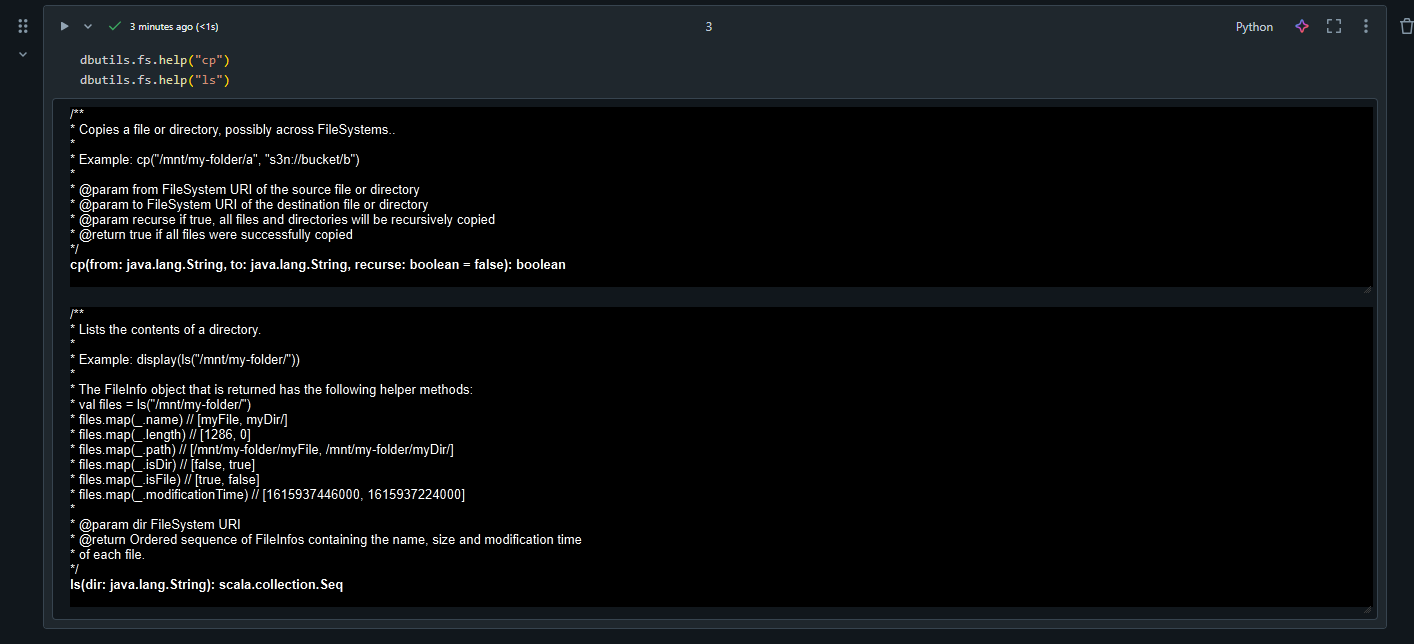 3 minutes ago (<1s)
3
Python
dbutils.fs.help("cp")
dbutils.fs.help("ls")
/**
* Copies a file or directory, possibly across FileSystems..
*
* Example: cp("/mnt/my-folder/a", "s3n://bucket/b")
*
* @param from FileSystem URI of the source file or directory
* @param to FileSystem URI of the destination file or directory
* @param recurse if true, all files and directories will be recursively copied
* @return true if all files were successfully copied
*/
cp(from: java.lang.String, to: java.lang.String, recurse: boolean = false): boolean
/**
* Lists the contents of a directory.
*
* Example: display(ls("/mnt/my-folder/"))
*
* The FileInfo object that is returned has the following helper methods:
* val files = ls("/mnt/my-folder/")
* files.map(_.name) // [myFile, myDir/]
* files.map(_.length) // [1286, 0]
* files.map(_.path) // [/mnt/my-folder/myFile, /mnt/my-folder/myDir/]
* files.map(_.isDir) // [false, true]
* files.map(_.isFile) // [true, false]
* files.map(_.modificationTime) // [1615937446000, 1615937224000]
*
* @param dir FileSystem URI
* @return Ordered sequence of FileInfos containing the name, size and modification time
* of each file.
*/
ls(dir: java.lang.String): scala.collection.Seq